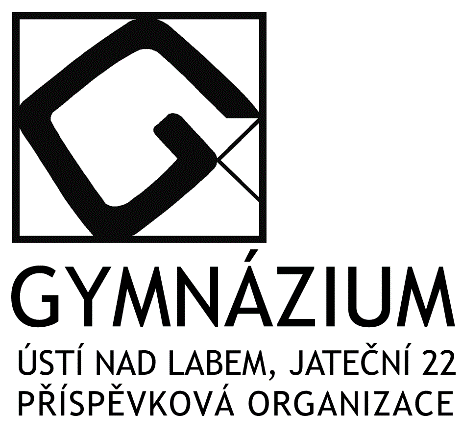 GYMNÁZIUM
ÚSTÍ NAD LABEM, JATEČNÍ 22
PŘÍSPĚVKOVÁ ORGANIZACE